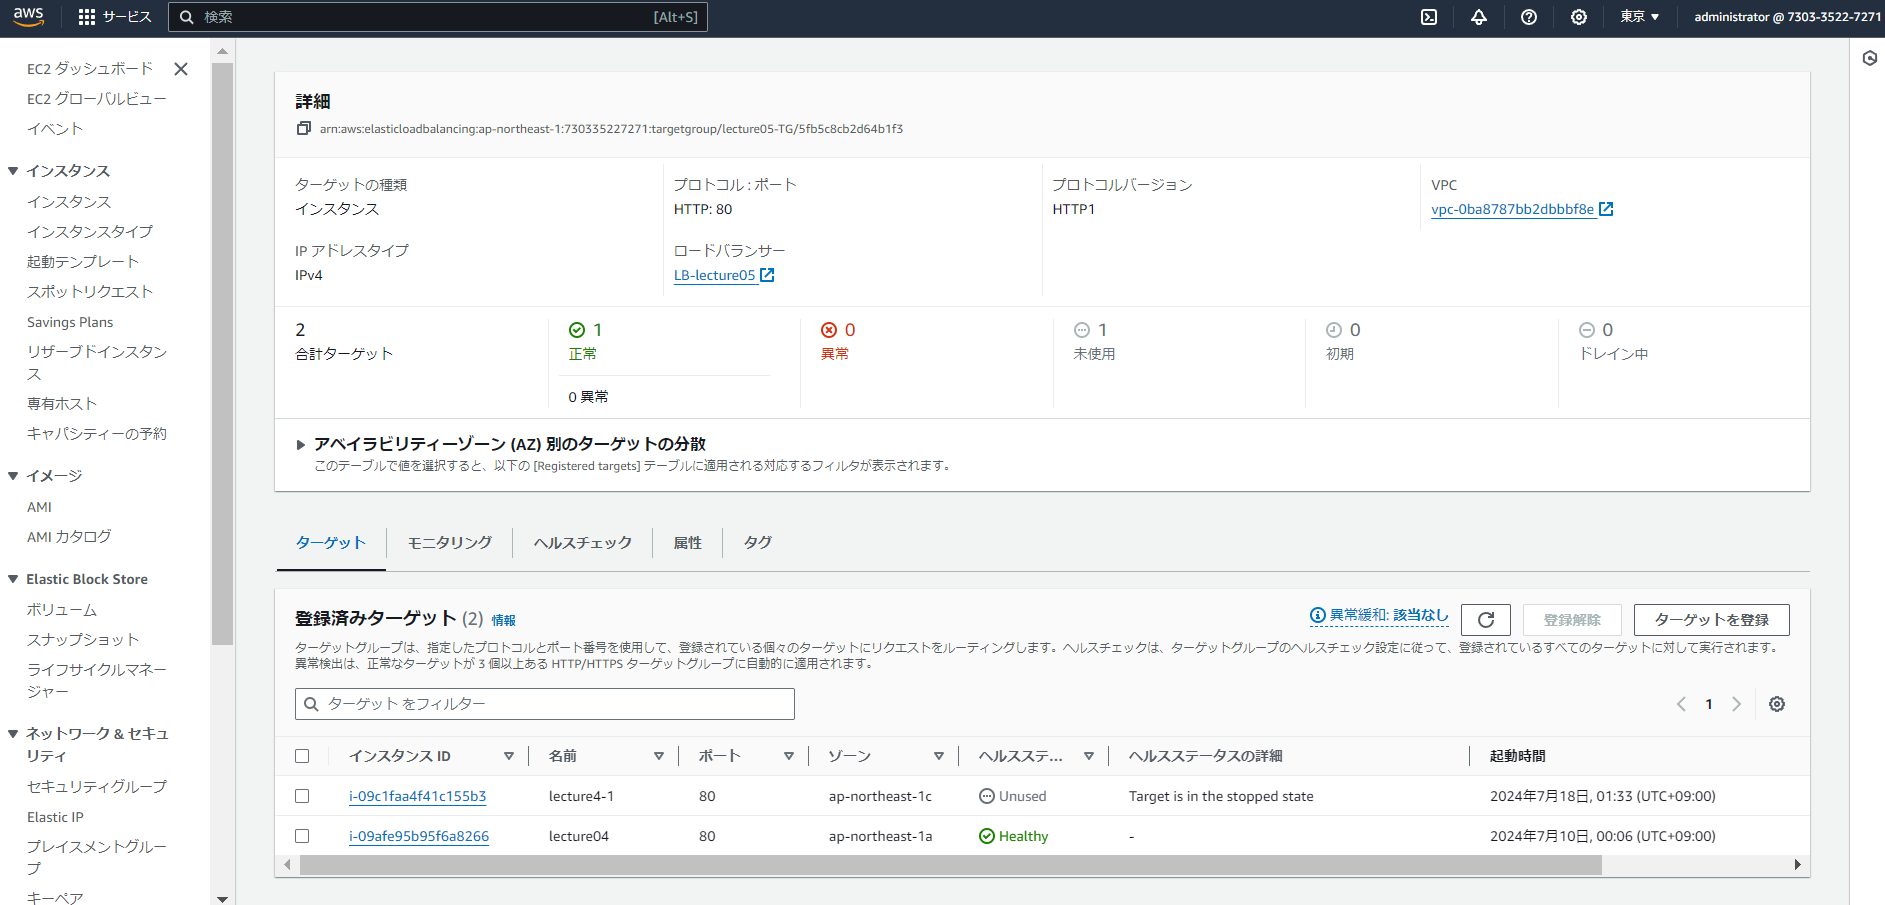 aws
サービス
検索
[Alt+S]
東京
administrator @ 7303-3522-7271
EC2 ダッシュボード
EC2 グローバルビュー
イベント
インスタンス
インスタンス
インスタンスタイプ
起動テンプレート
スポットリクエスト
Savings Plans
リザーブドインスタン
ス
専有ホスト
キャパシティーの予約
イメージ
AMI
AMI カタログ
Elastic Block Store
ボリューム
スナップショット
ライフサイクルマネー
ジャー
ネットワーク & セキュ
リティ
セキュリティグループ
Elastic IP
プレイスメントグルー
プ
キーペア
詳細
arn:aws:elasticloadbalancing:ap-northeast-1:730335227271:targetgroup/lecture05-TG/5fb5c8cb2d64b1f3
ターゲットの種類
インスタンス
プロトコル : ポート
HTTP: 80
プロトコルバージョン
HTTP1
VPC
vpc-0ba8787bb2dbbbf8e
IP アドレスタイプ
IPv4
ロードバランサー
LB-lecture05
2
合計ターゲット
1
正常
0 異常
0
異常
1
未使用
0
初期
0
ドレイン中
アベイラビリティーゾーン (AZ) 別のターゲットの分散
このテーブルで値を選択すると、以下の [Registered targets] テーブルに適用される対応するフィルタが表示されます。
ターゲット
モニタリング
ヘルスチェック
属性
タグ
登録済みターゲット (2) 情報
異常緩和: 該当なし
登録解除
ターゲットを登録
ターゲットグループは、指定したプロトコルとポート番号を使用して、登録されている個々のターゲットにリクエストをルーティングします。ヘルスチェックは、ターゲットグループのヘルスチェック設定に従って、登録されているすべてのターゲットに対して実行されます。
異常検出は、正常なターゲットが 3 個以上ある HTTP/HTTPS ターゲットグループに自動的に適用されます。
ターゲット をフィルター
1
インスタンス ID 名前 ポート ゾーン ヘルスステ... ヘルスステータスの詳細 起動時間
i-09c1faa4f41c155b3 lecture4-1 80 ap-northeast-1c Unused Target is in the stopped state 2024年7月18日, 01:33 (UTC+09:00)
i-09afe95b95f6a8266 lecture04 80 ap-northeast-1a Healthy - 2024年7月10日, 00:06 (UTC+09:00)